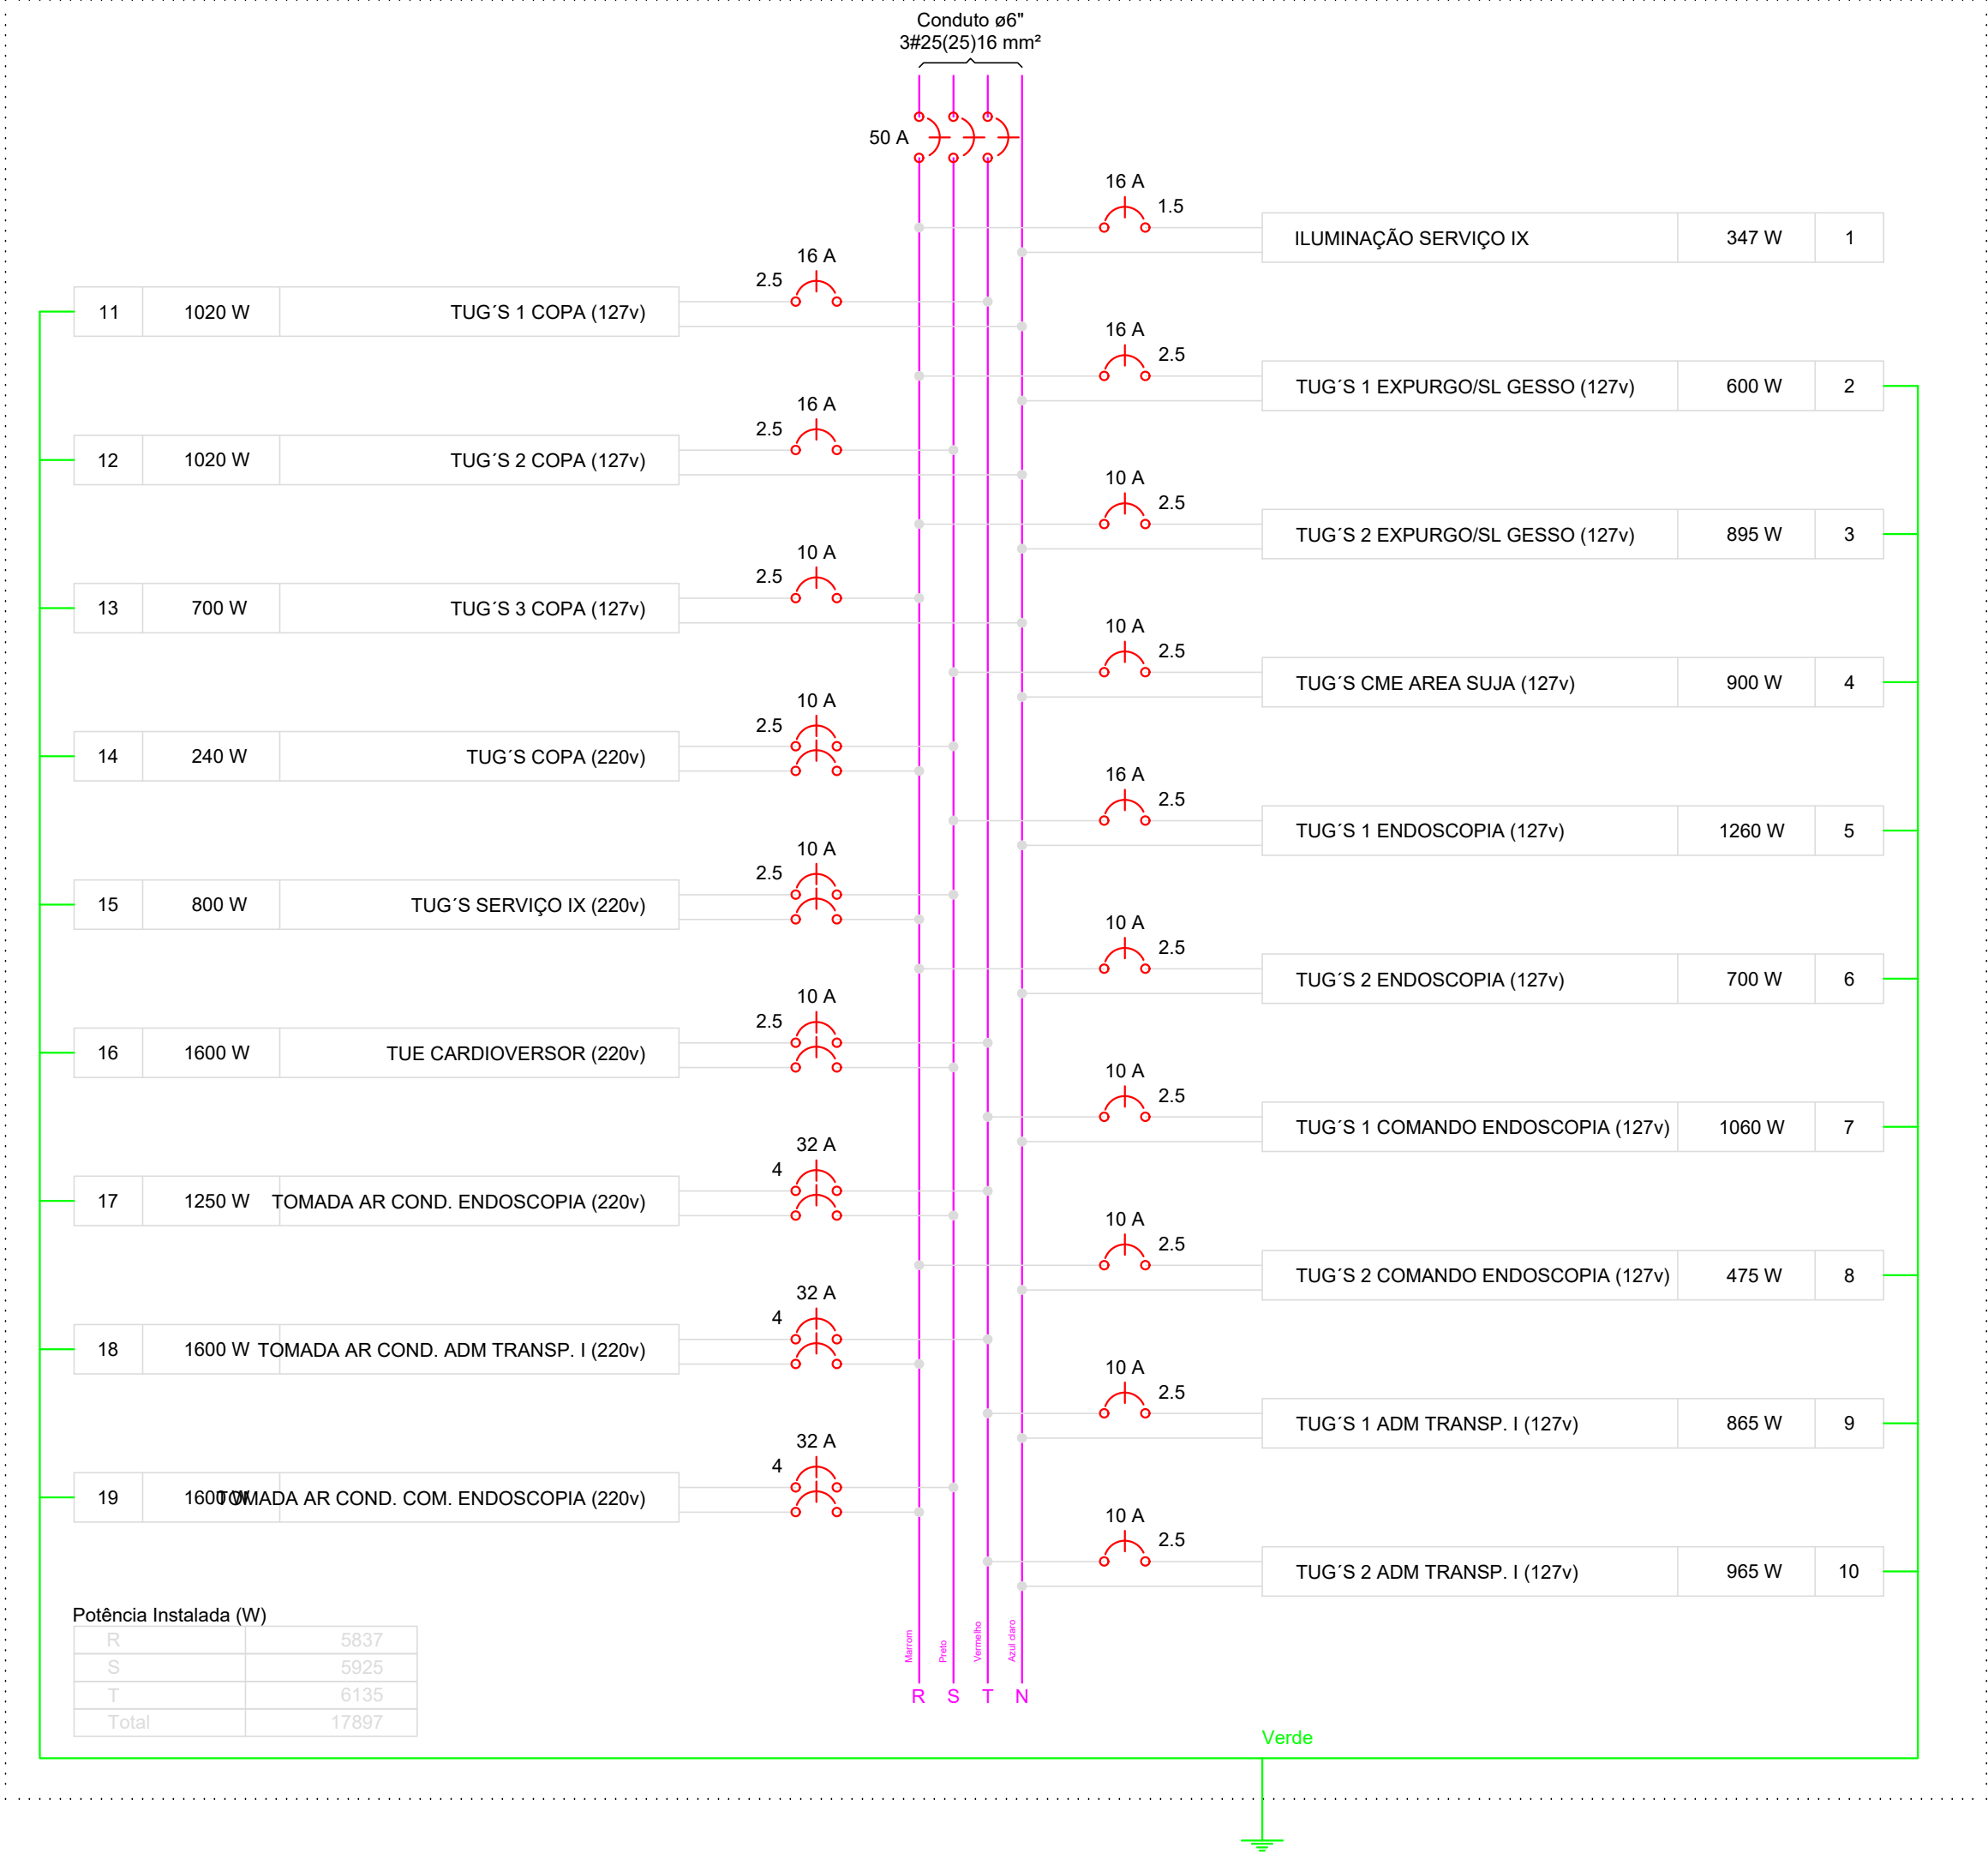 Conduto ø6"
3#25(25)16 mm²
50 A
16 A
1.5
ILUMINAÇÃO SERVIÇO IX 347 W 1
16 A
2.5
11 1020 W TUG´S 1 COPA (127v)
16 A
2.5
TUG´S 1 EXPURGO/SL GESSO (127v) 600 W 2
16 A
2.5
12 1020 W TUG´S 2 COPA (127v)
10 A
2.5
TUG´S 2 EXPURGO/SL GESSO (127v) 895 W 3
10 A
2.5
13 700 W TUG´S 3 COPA (127v)
10 A
2.5
TUG´S CME AREA SUJA (127v) 900 W 4
10 A
2.5
14 240 W TUG´S COPA (220v)
16 A
2.5
TUG´S 1 ENDOSCOPIA (127v) 1260 W 5
10 A
2.5
15 800 W TUG´S SERVIÇO IX (220v)
10 A
2.5
TUG´S 2 ENDOSCOPIA (127v) 700 W 6
10 A
2.5
16 1600 W TUE CARDIOVERSOR (220v)
10 A
2.5
TUG´S 1 COMANDO ENDOSCOPIA (127v) 1060 W 7
32 A
4
17 1250 W TOMADA AR COND. ENDOSCOPIA (220v)
10 A
2.5
TUG´S 2 COMANDO ENDOSCOPIA (127v) 475 W 8
32 A
4
18 1600 W TOMADA AR COND. ADM TRANSP. I (220v)
10 A
2.5
TUG´S 1 ADM TRANSP. I (127v) 865 W 9
32 A
4
19 1600 W TOMADA AR COND. COM. ENDOSCOPIA (220v)
10 A
2.5
TUG´S 2 ADM TRANSP. I (127v) 965 W 10
Potência Instalada (W)
R 5837
S 5925
T 6135
Total 17897
Marrom
Preto
Vermelho
Azul claro
R S T N
Verde